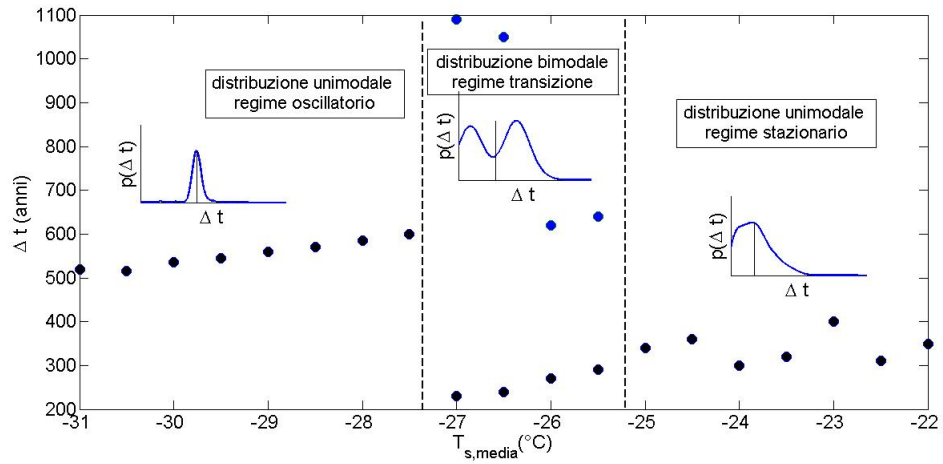 1100
1000
900
800
700
600
500
400
300
200
Δ t (anni)
distribuzione unimodale
regime oscillatorio
p(Δ t)
Δ t
distribuzione bimodale
regime transizione
p(Δ t)
Δ t
distribuzione unimodale
regime stazionario
p(Δ t)
Δ t
-31 -30 -29 -28 -27 -26 -25 -24 -23 -22
T s,media (°C)